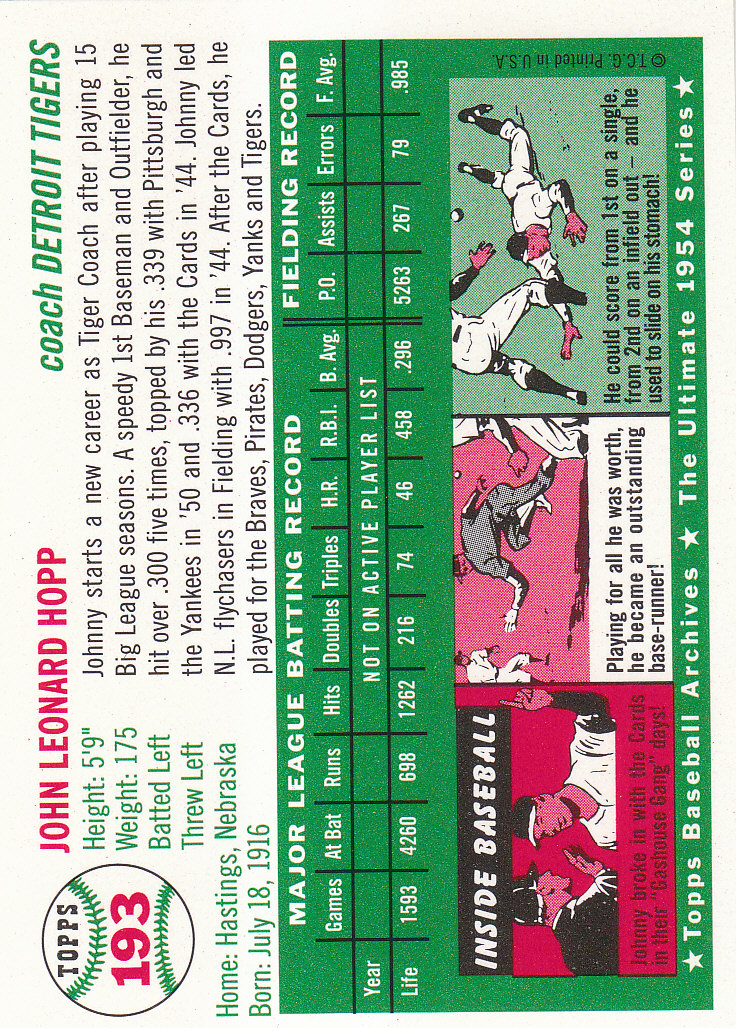 TOPPS
193
JOHN LEONARD HOPP
coach DETROIT TIGERS
Height: 5'9"
Weight: 175
Batted Left
Threw Left
Home: Hastings, Nebraska
Born: July 18, 1916
Johnny starts a new career as Tiger Coach after playing 15
Big League seasons. A speedy 1st Baseman and Outfielder, he
hit over .300 five times, topped by his .339 with Pittsburgh and
the Yankees in '50 and .336 with the Cards in '44. Johnny led
N.L. flychasers in Fielding with .997 in '44. After the Cards, he
played for the Braves, Pirates, Dodgers, Yanks and Tigers.
MAJOR LEAGUE BATTING RECORD FIELDING RECORD
Games At Bat Runs Hits Doubles Triples H.R. R.B.I. B. Avg. P.O. Assists Errors F. Avg.
Year NOT ON ACTIVE PLAYER LIST
Life 1593 4260 698 1262 216 74 46 458 .296 5263 267 79 .985
INSIDE BASEBALL
Johnny broke in with the Cards
in their "Gashouse Gang" days!
Playing for all he was worth,
he became an outstanding
base-runner!
He could score from 1st on a single,
from 2nd on an infield out – and he
used to slide on his stomach!
© T.C.G. Printed in U.S.A.
★ Topps Baseball Archives ★ The Ultimate 1954 Series ★